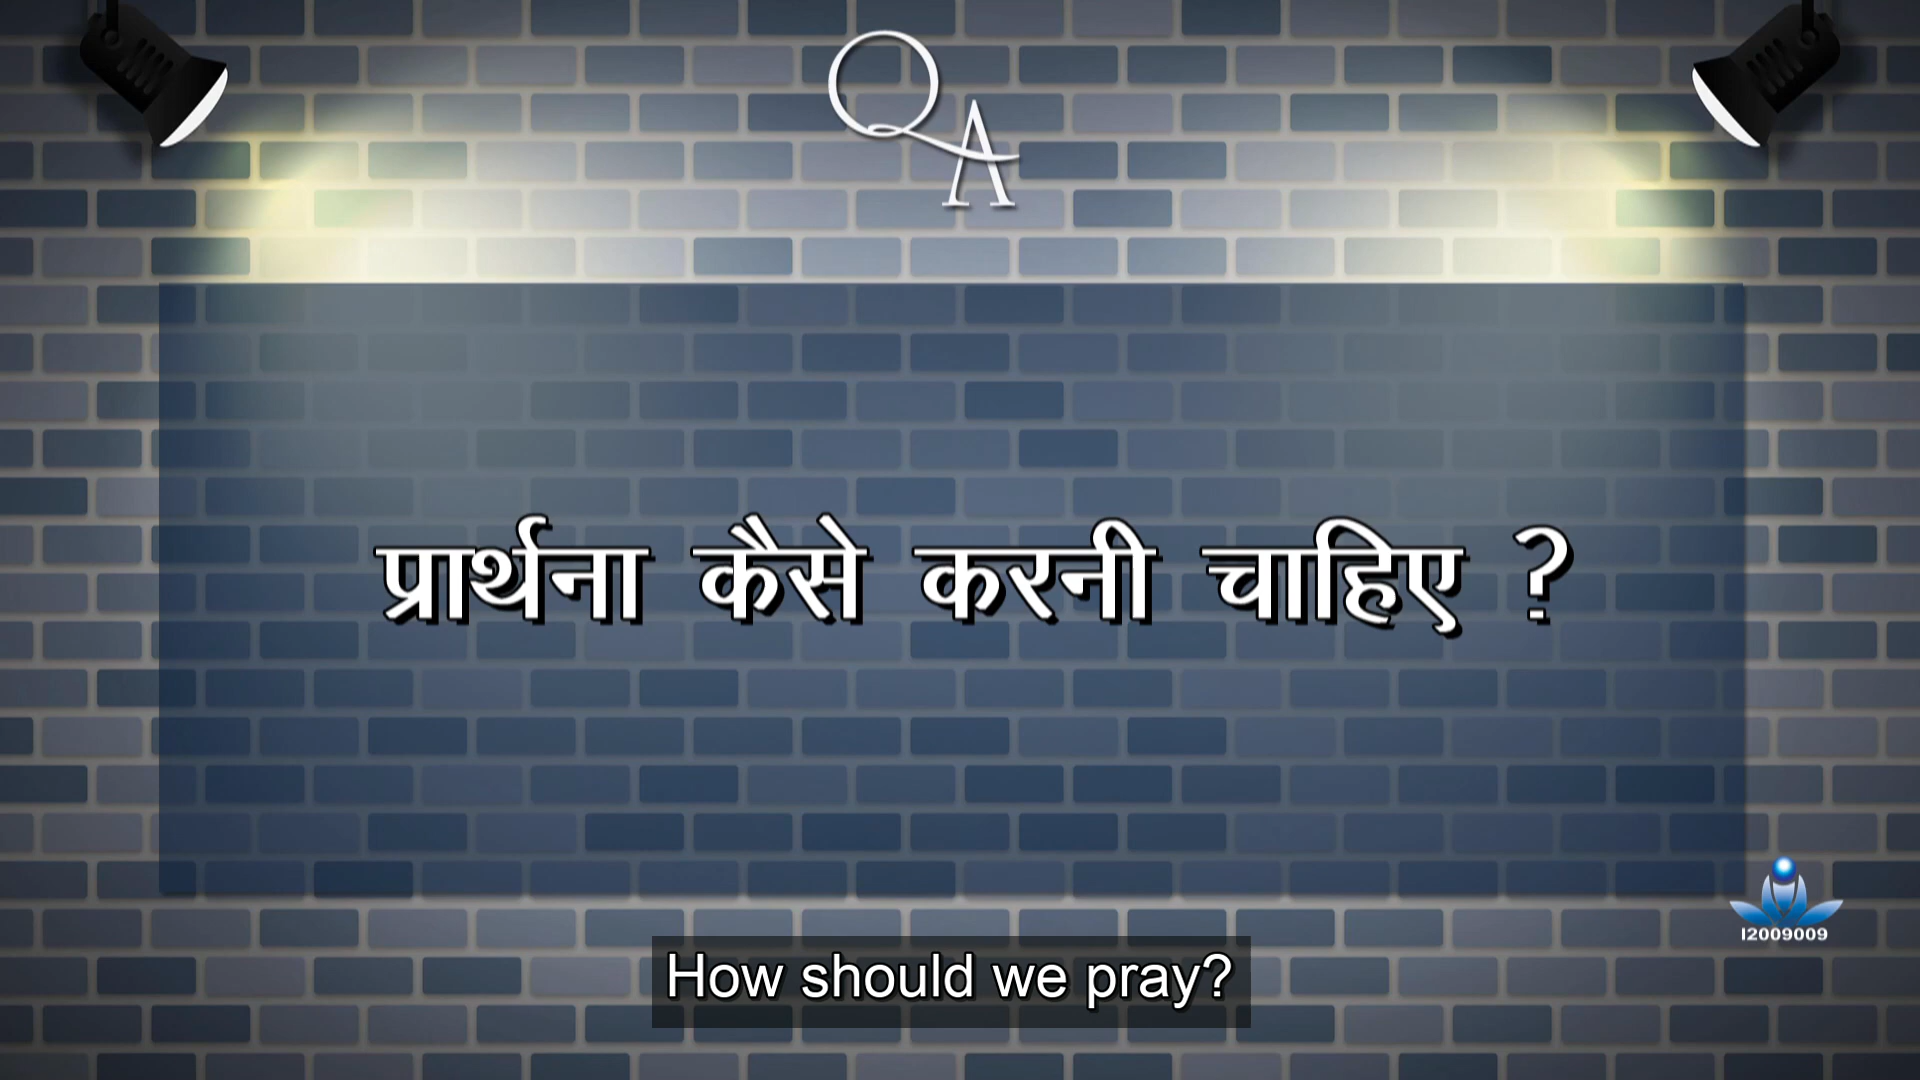 QA
प्रार्थना कैसे करनी चाहिए ?
I2009009
How should we pray?